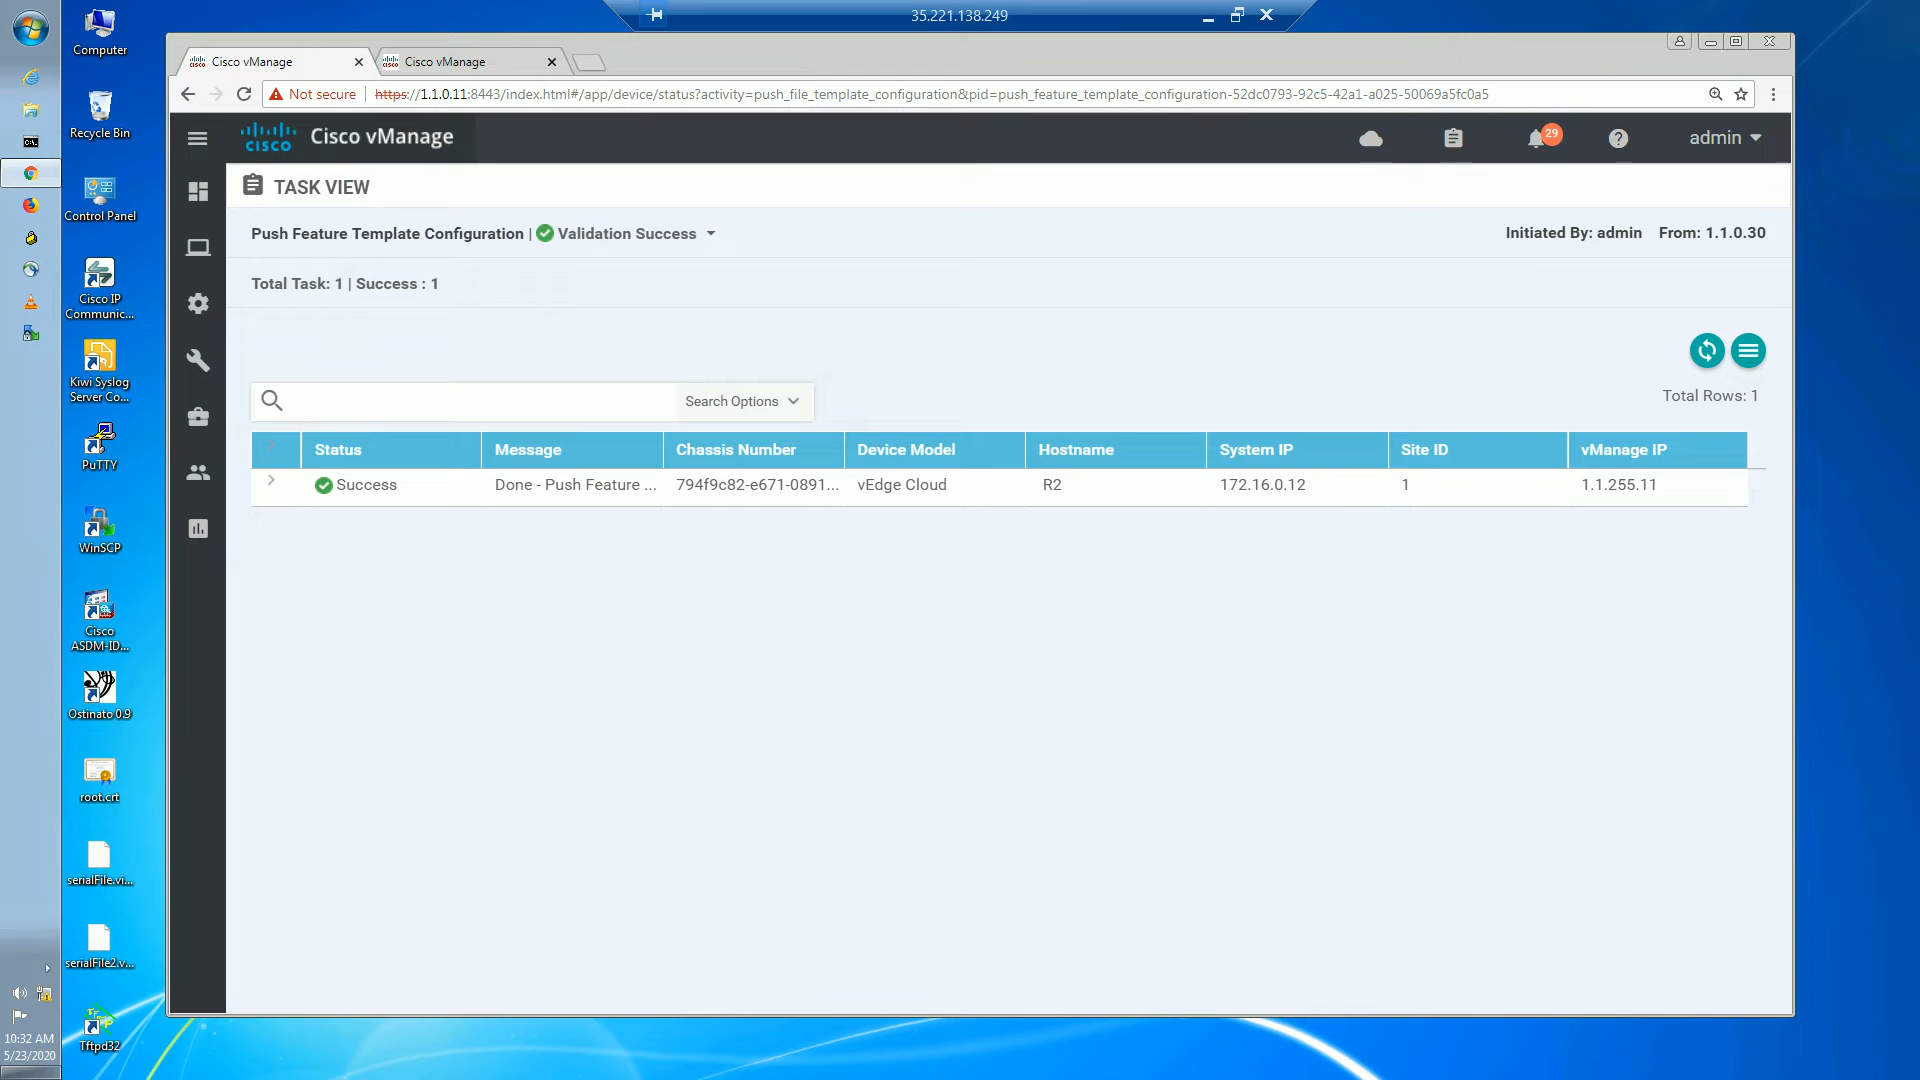 35.221.138.249
Computer
Recycle Bin
Control Panel
Cisco IP
Communic...
Kiwi Syslog
Server Co...
PuTTY
WinSCP
Cisco
ASDM-ID...
Ostinato 0.9
root.crt
serialFile.vi...
serialFile2.v...
Tftpd32
10:32 AM
5/23/2020
Cisco vManage
Cisco vManage
Not secure
https://1.1.0.11:8443/index.html#/app/device/status?activity=push_file_template_configuration&pid=push_feature_template_configuration-52dc0793-92c5-42a1-a025-50069a5fc0a5
cisco Cisco vManage
29
admin
TASK VIEW
Push Feature Template Configuration | Validation Success
Initiated By: admin From: 1.1.0.30
Total Task: 1 | Success : 1
Search Options
Total Rows: 1
Status Message Chassis Number Device Model Hostname System IP Site ID vManage IP
Success Done - Push Feature ... 794f9c82-e671-0891... vEdge Cloud R2 172.16.0.12 1 1.1.255.11